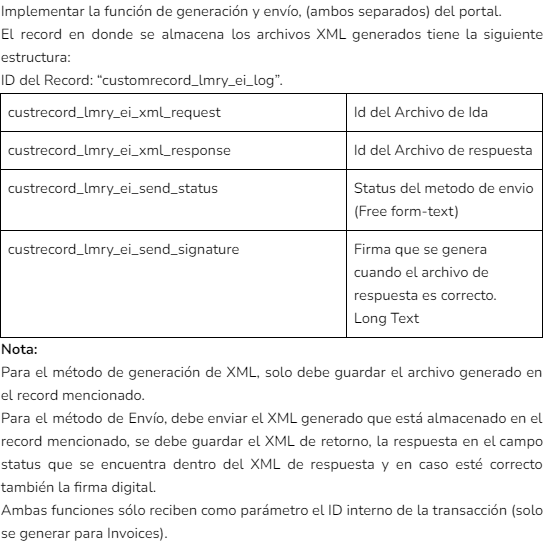 Implementar la función de generación y envío, (ambos separados) del portal.
El record en donde se almacena los archivos XML generados tiene la siguiente
estructura:
ID del Record: “customrecord_lmry_ei_log”.
custrecord_lmry_ei_xml_request
Id del Archivo de Ida
custrecord_lmry_ei_xml_response
Id del Archivo de respuesta
custrecord_lmry_ei_send_status
Status del metodo de envio
(Free form-text)
custrecord_lmry_ei_send_signature
Firma que se genera
cuando el archivo de
respuesta es correcto.
Long Text
Nota:
Para el método de generación de XML, solo debe guardar el archivo generado en
el record mencionado.
Para el método de Envío, debe enviar el XML generado que está almacenado en el
record mencionado, se debe guardar el XML de retorno, la respuesta en el campo
status que se encuentra dentro del XML de respuesta y en caso esté correcto
también la firma digital.
Ambas funciones sólo reciben como parámetro el ID interno de la transacción (solo
se generar para Invoices).